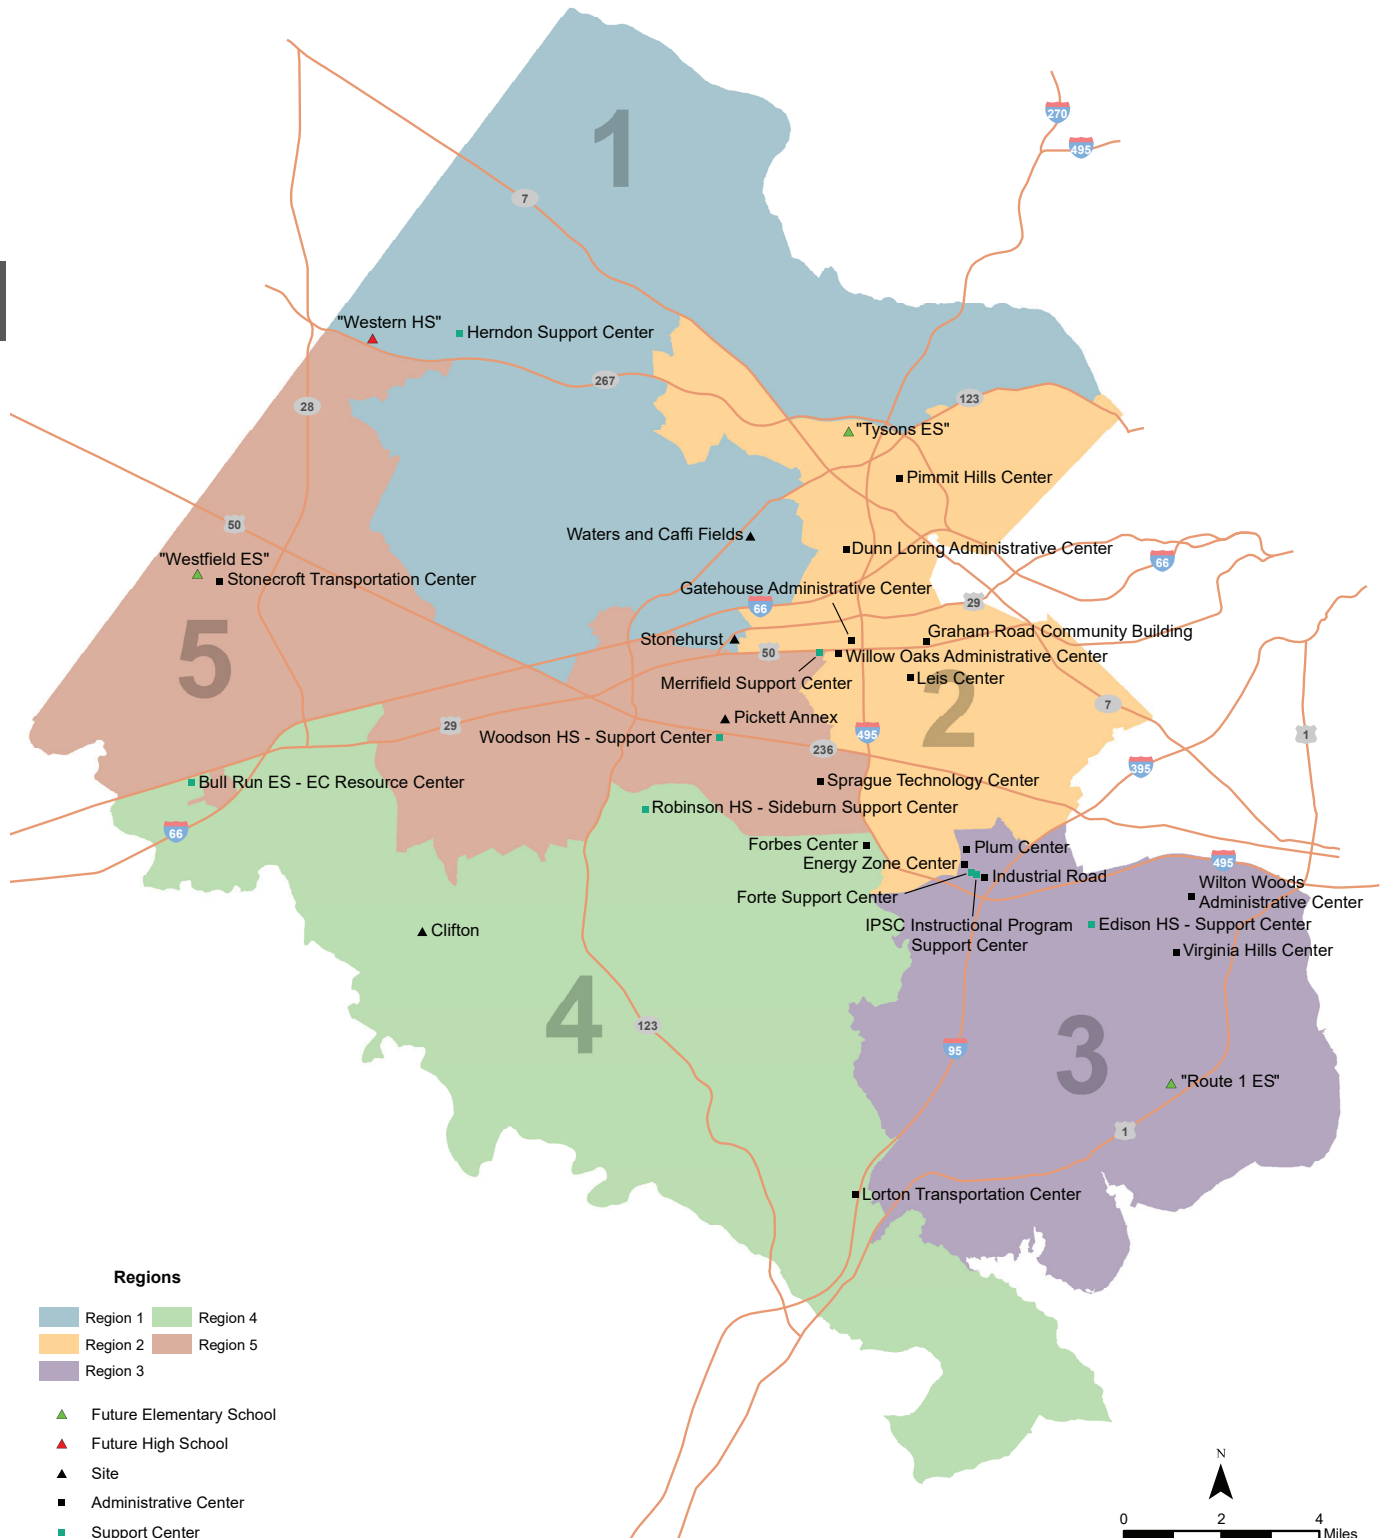 270
495
1
7
"Western HS"
Herndon Support Center
267
123
28
"Tysons ES"
Pimmit Hills Center
50
Waters and Caffi Fields
Dunn Loring Administrative Center
"Westfield ES"
66
Stonecroft Transportation Center
Gatehouse Administrative Center
66
29
Stonehurst
Graham Road Community Building
50
Willow Oaks Administrative Center
5
Merrifield Support Center
Leis Center
2
7
Pickett Annex
29
Woodson HS - Support Center
495
1
236
395
Bull Run ES - EC Resource Center
Sprague Technology Center
Robinson HS - Sideburn Support Center
66
Forbes Center
Plum Center
Energy Zone Center
495
Industrial Road
Wilton Woods
Administrative Center
Forte Support Center
IPSC Instructional Program
Support Center
Edison HS - Support Center
Clifton
Virginia Hills Center
4
123
95
3
"Route 1 ES"
1
Lorton Transportation Center
Regions
Region 1
Region 4
Region 2
Region 5
Region 3
Future Elementary School
Future High School
Site
Administrative Center
Support Center
N
0 2 4
Miles